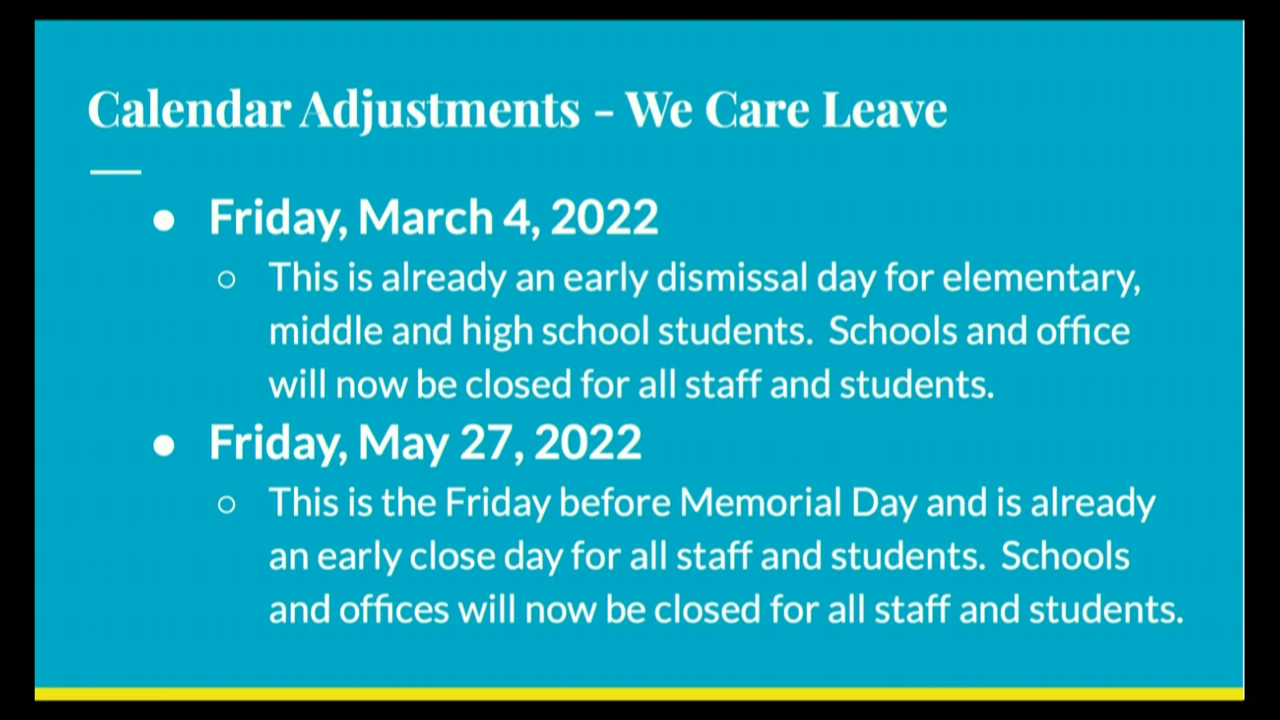 Calendar Adjustments - We Care Leave
● Friday, March 4, 2022
○ This is already an early dismissal day for elementary,
middle and high school students.  Schools and office
will now be closed for all staff and students.
● Friday, May 27, 2022
○ This is the Friday before Memorial Day and is already
an early close day for all staff and students.  Schools
and offices will now be closed for all staff and students.